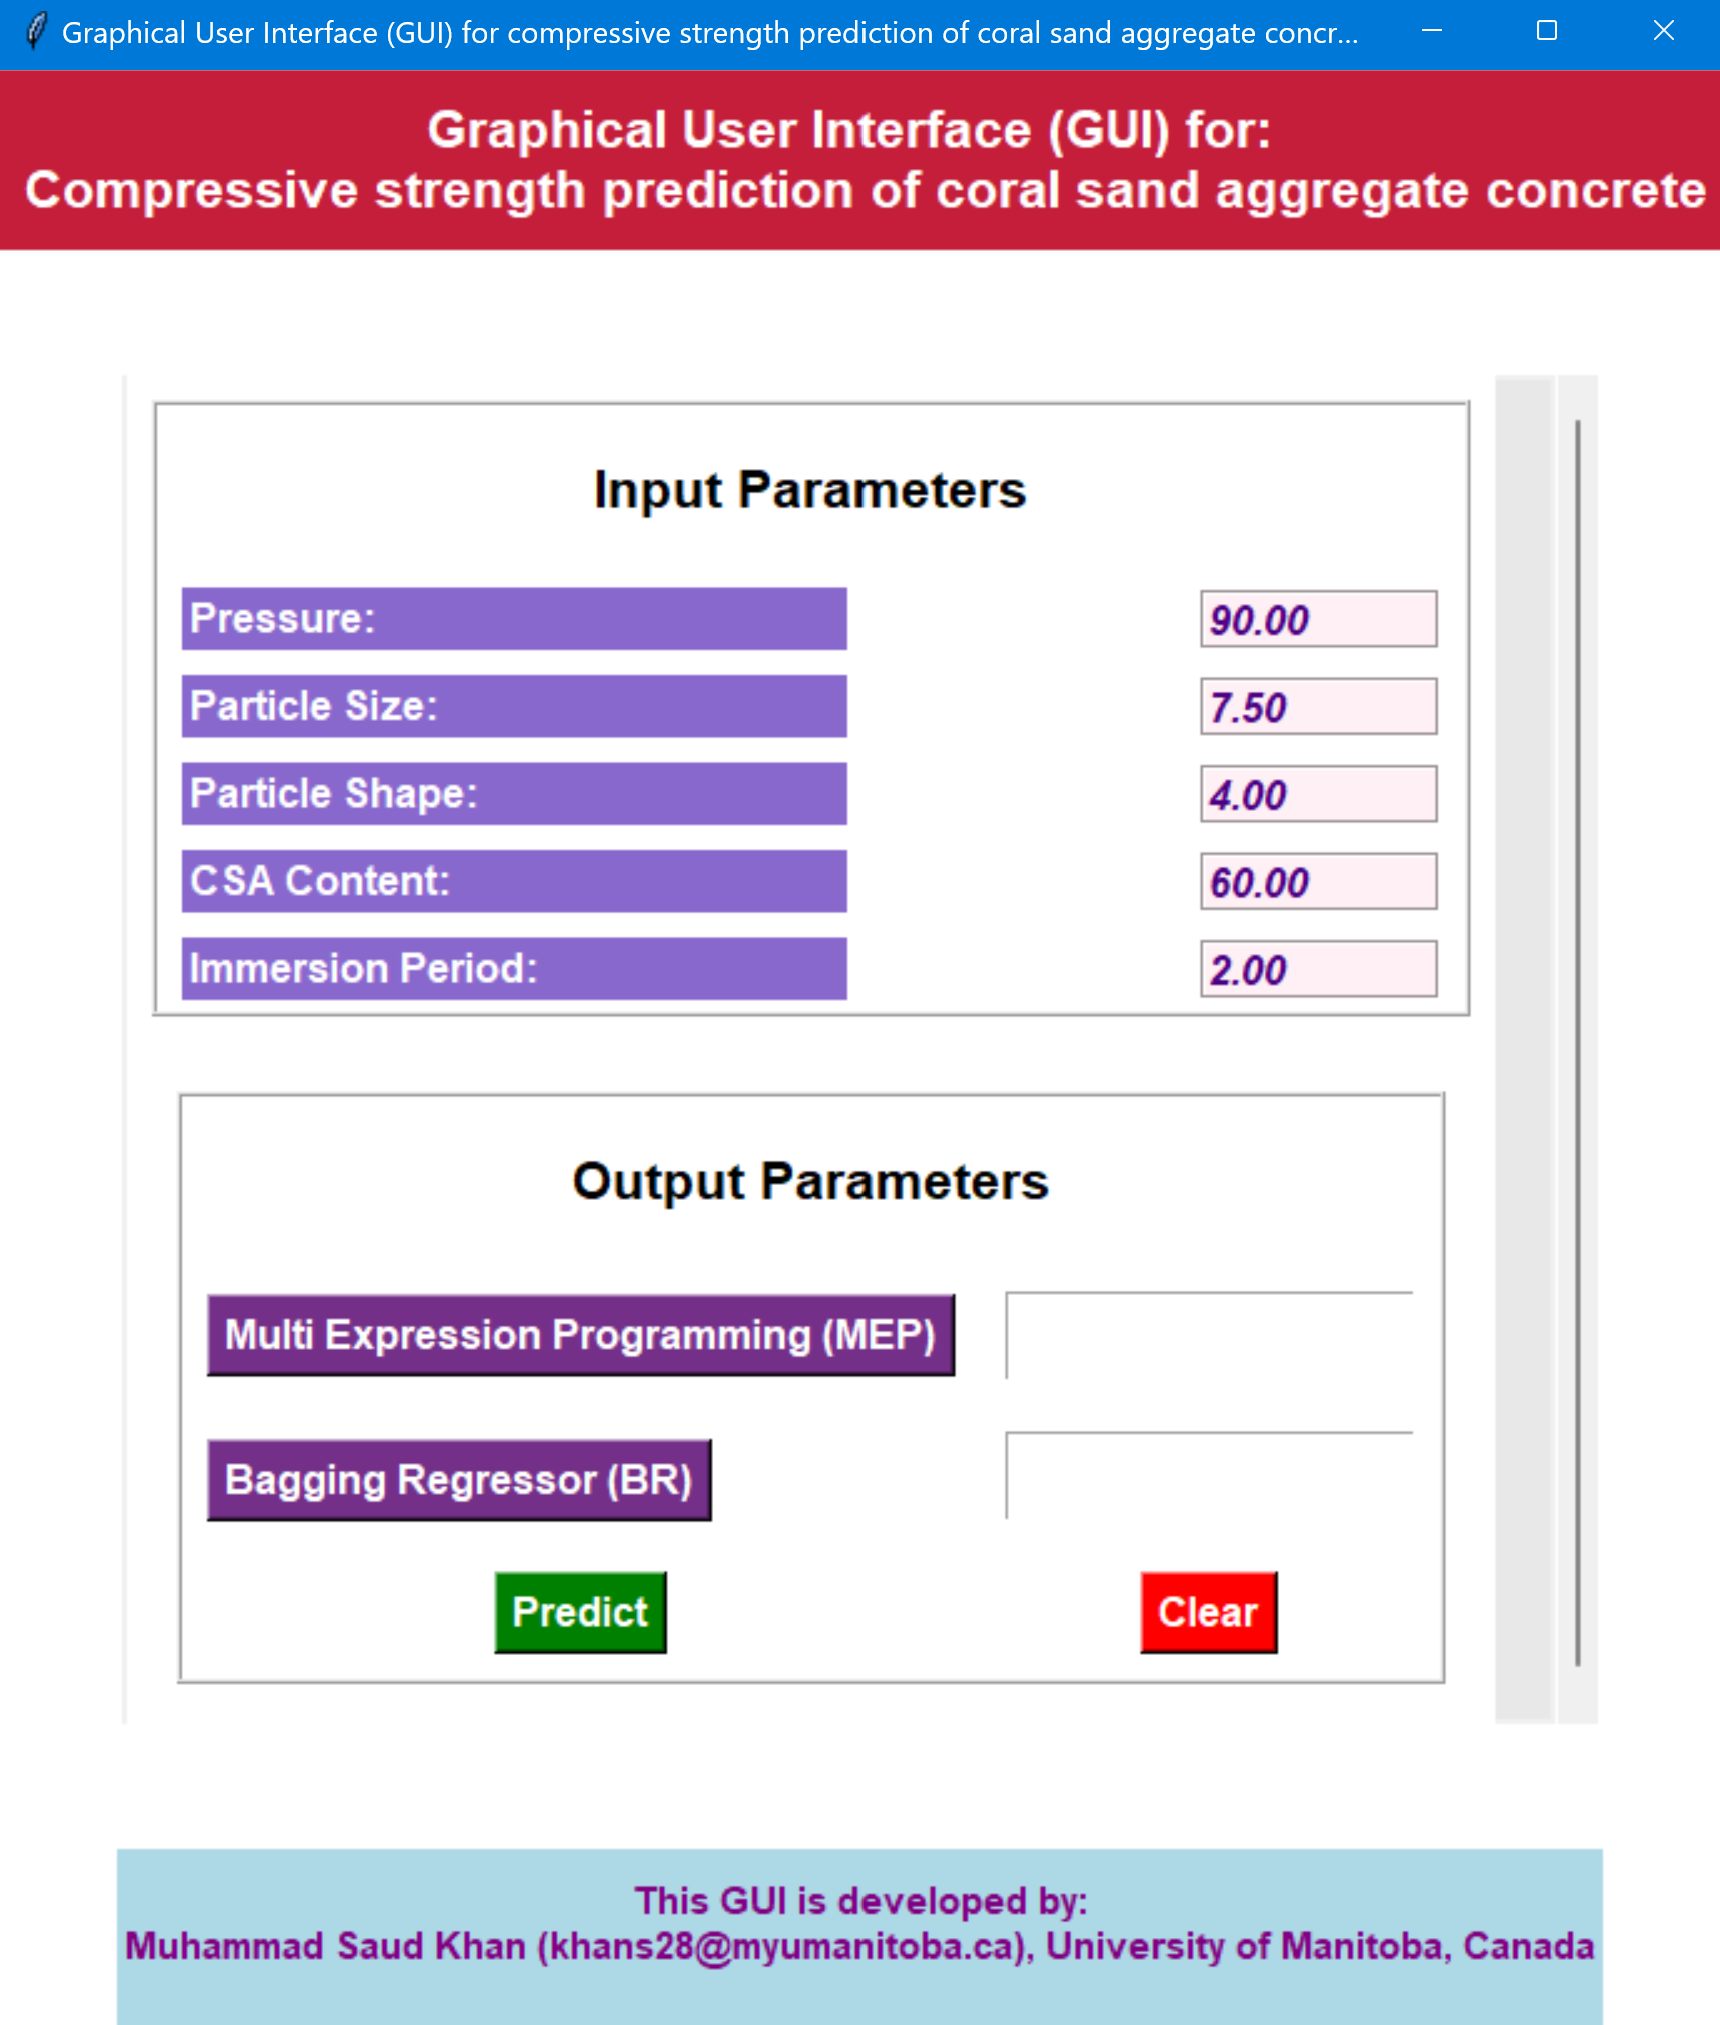 Graphical User Interface (GUI) for compressive strength prediction of coral sand aggregate concr...
Graphical User Interface (GUI) for:
Compressive strength prediction of coral sand aggregate concrete
Input Parameters
Pressure: 90.00
Particle Size: 7.50
Particle Shape: 4.00
CSA Content: 60.00
Immersion Period: 2.00
Output Parameters
Multi Expression Programming (MEP)
Bagging Regressor (BR)
Predict Clear
This GUI is developed by:
Muhammad Saud Khan (khans28@myumanitoba.ca), University of Manitoba, Canada